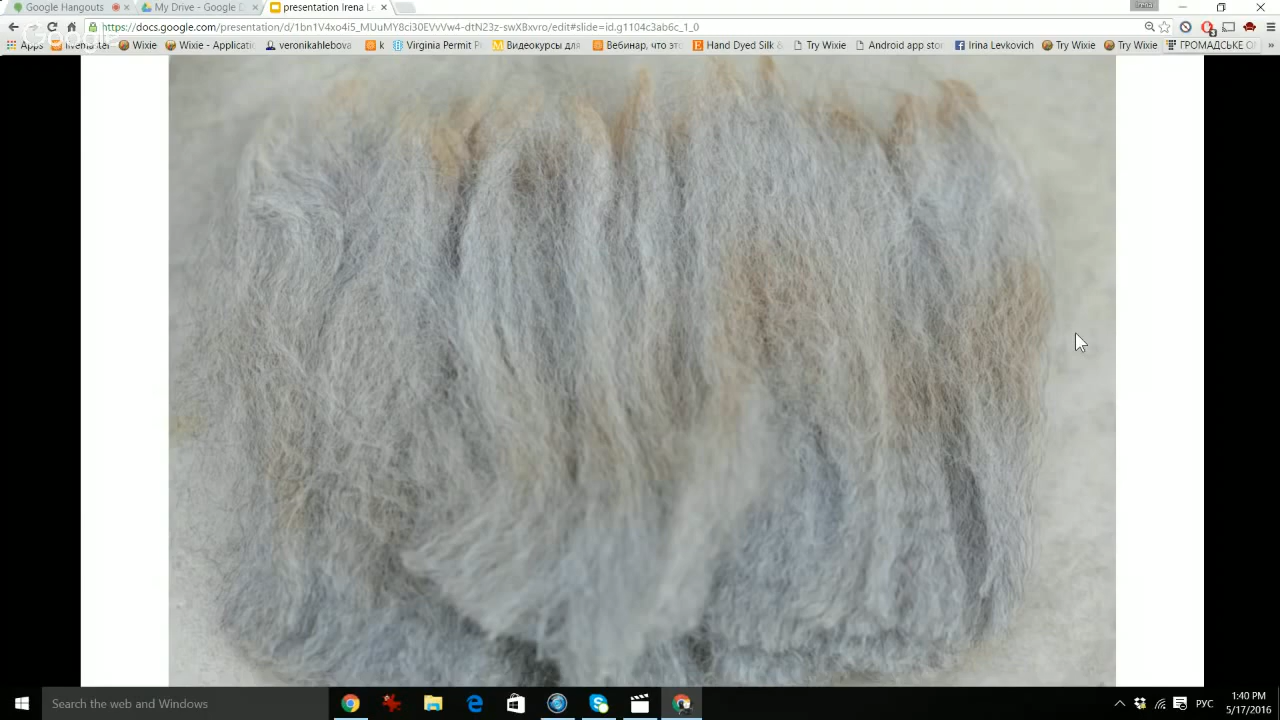 Google Hangouts
My Drive - Google D
presentation Irena Le
Irena
https://docs.google.com/presentation/d/1bn1V4xo4i5_MUuMY8ci30EVvVw4-dtN23z-swXBxvro/edit#slide=id.g1104c3ab6c_1_0
Google
Apps
Wixie
Wixie - Applicatio
veronikahlebova
k
Virginia Permit P
Видеокурсы для
Вебинар, что это
Hand Dyed Silk &
Try Wixie
Android app stor
Irina Levkovich
Try Wixie
Try Wixie
ГРОМАДСЬКЕ
»
Search the web and Windows
РУС
1:40 PM
5/17/2016